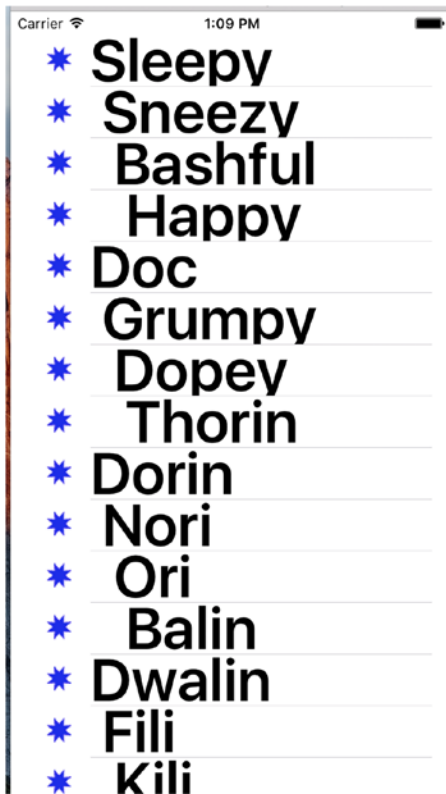 Carrier 1:09 PM
Sleepy
Sneezy
Bashful
Happy
Doc
Grumpy
Dopey
Thorin
Dorin
Nori
Ori
Balin
Dwalin
Fili
Kili